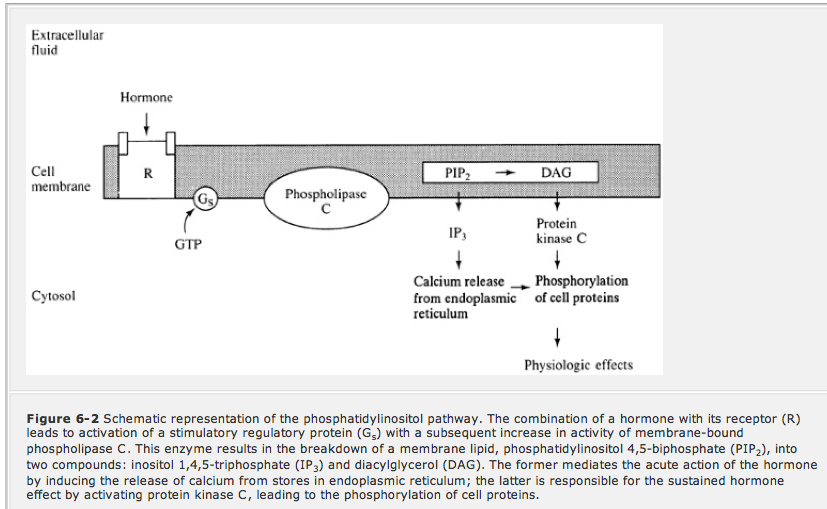 Extracellular
fluid
Hormone
Cell
membrane
R
Gs
GTP
Phospholipase
C
PIP2 → DAG
IP3
Protein
kinase C
Cytosol
Calcium release
from endoplasmic
reticulum
Phosphorylation
of cell proteins
Physiologic effects
Figure 6-2 Schematic representation of the phosphatidylinositol pathway. The combination of a hormone with its receptor (R)
leads to activation of a stimulatory regulatory protein (Gs) with a subsequent increase in activity of membrane-bound
phospholipase C. This enzyme results in the breakdown of a membrane lipid, phosphatidylinositol 4,5-biphosphate (PIP2), into
two compounds: inositol 1,4,5-triphosphate (IP3) and diacylglycerol (DAG). The former mediates the acute action of the hormone
by inducing the release of calcium from stores in endoplasmic reticulum; the latter is responsible for the sustained hormone
effect by activating protein kinase C, leading to the phosphorylation of cell proteins.